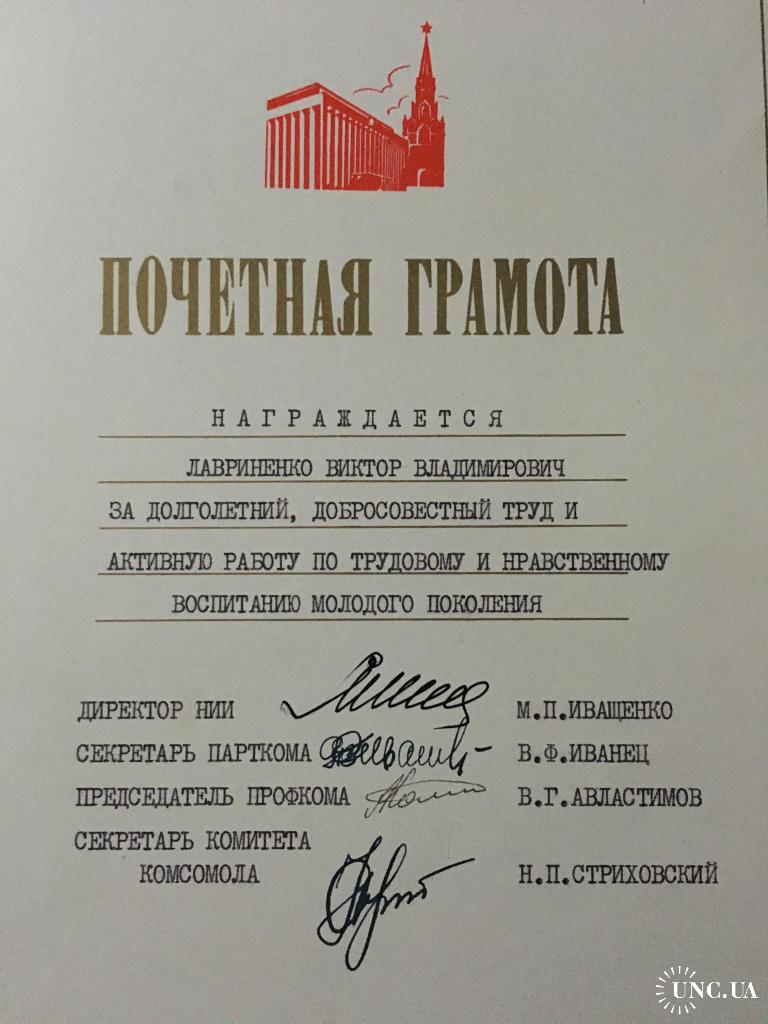 ПОЧЕТНАЯ ГРАМОТА
НАГРАЖДАЕТСЯ
ЛАВРИНЕНКО ВИКТОР ВЛАДИМИРОВИЧ
ЗА ДОЛГОЛЕТНИЙ, ДОБРОСОВЕСТНЫЙ ТРУД И
АКТИВНУЮ РАБОТУ ПО ТРУДОВОМУ И НРАВСТВЕННОМУ
ВОСПИТАНИЮ МОЛОДОГО ПОКОЛЕНИЯ
ДИРЕКТОР НИИ М.П.ИВАЩЕНКО
СЕКРЕТАРЬ ПАРТКОМА В.Ф.ИВАНЕЦ
ПРЕДСЕДАТЕЛЬ ПРОФКОМА В.Г.АВЛАСТИМОВ
СЕКРЕТАРЬ КОМИТЕТА
КОМСОМОЛА Н.П.СТРИХОВСКИЙ
UNC.UA